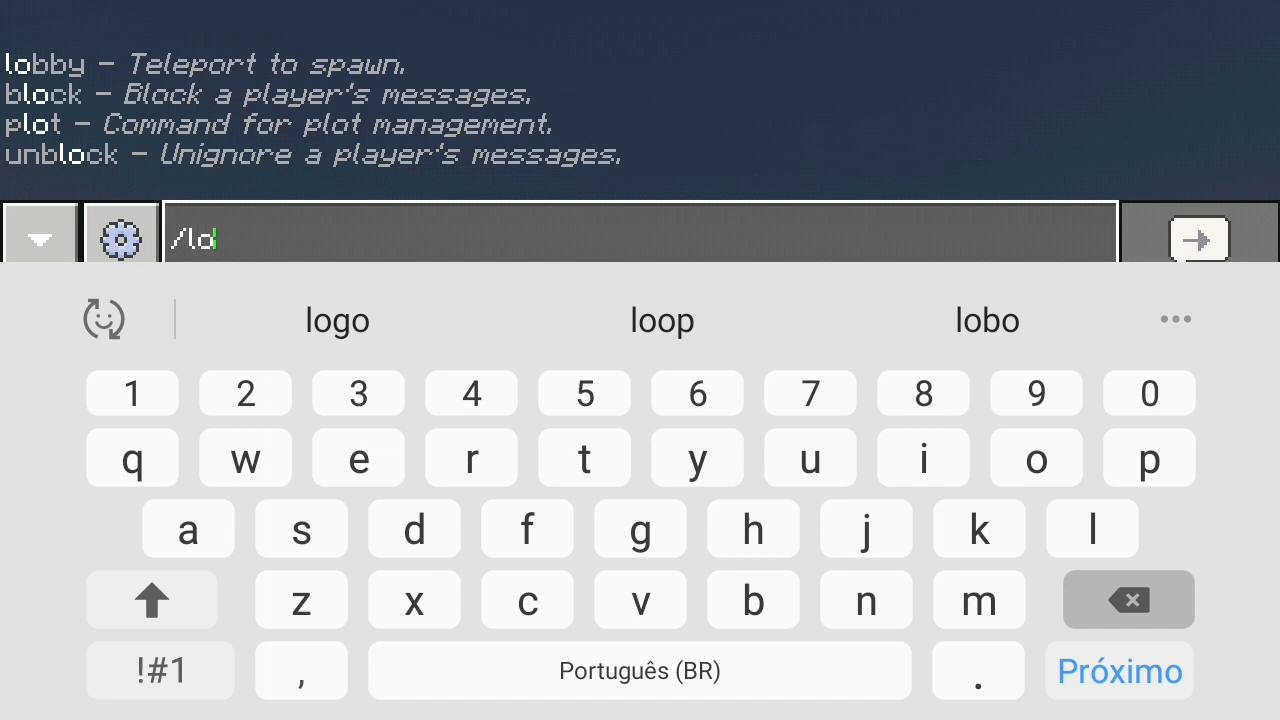 lobby – Teleport to spawn.
block – Block a player's messages.
plot – Command for plot management.
unblock – Unignore a player's messages.
/lo
logo loop lobo
1 2 3 4 5 6 7 8 9 0
q w e r t y u i o p
a s d f g h j k l
z x c v b n m
!#1 , Português (BR) . Próximo